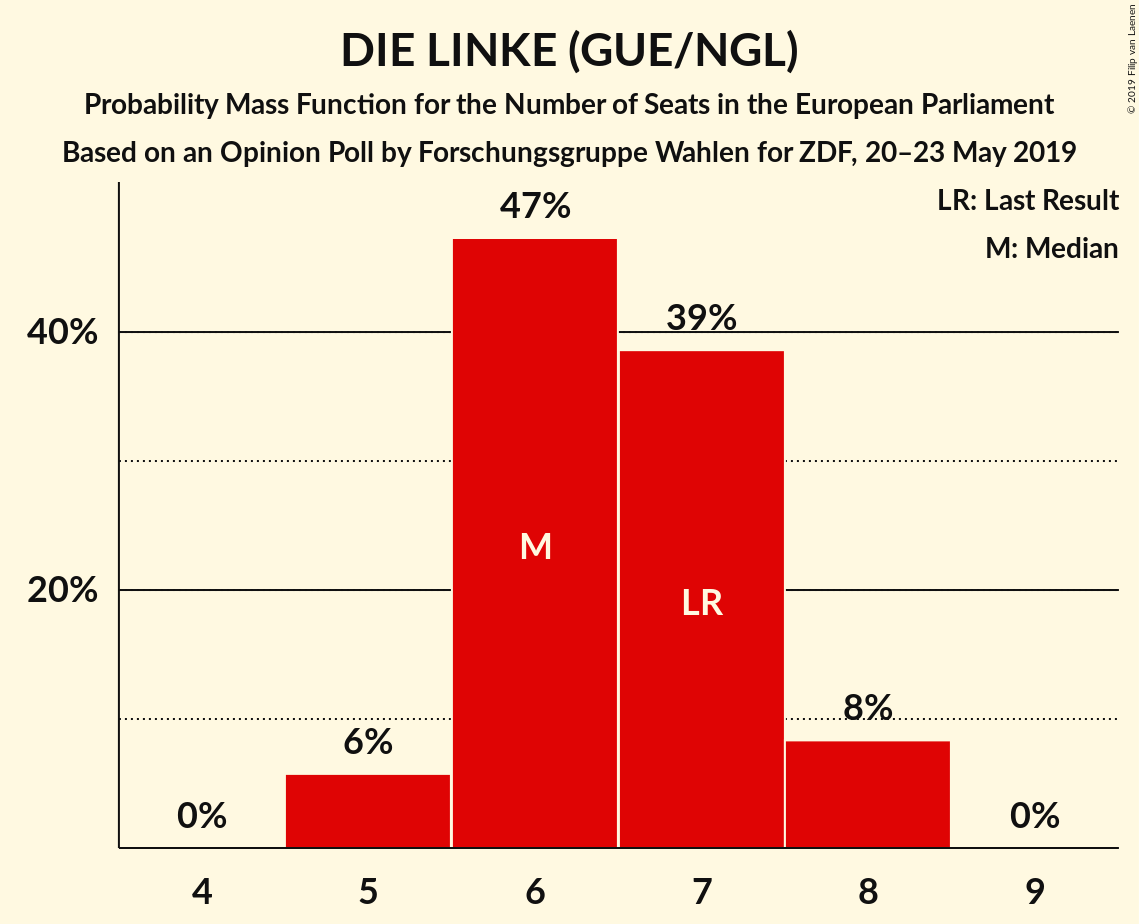 DIE LINKE (GUE/NGL)
Probability Mass Function for the Number of Seats in the European Parliament
Based on an Opinion Poll by Forschungsgruppe Wahlen for ZDF, 20–23 May 2019
© 2019 Filip van Laenen
LR: Last Result
M: Median
47%
39%
40%
M
20%
LR
8%
6%
0%
0%
4 5 6 7 8 9